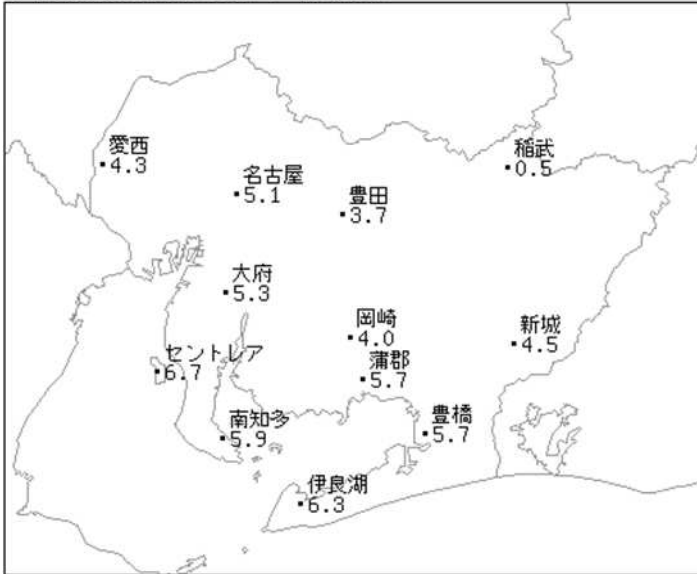 愛西
4.3
稲武
0.5
名古屋
5.1
豊田
3.7
大府
5.3
岡崎
4.0
新城
4.5
セントレア
6.7
蒲郡
5.7
南知多
5.9
豊橋
5.7
伊良湖
6.3